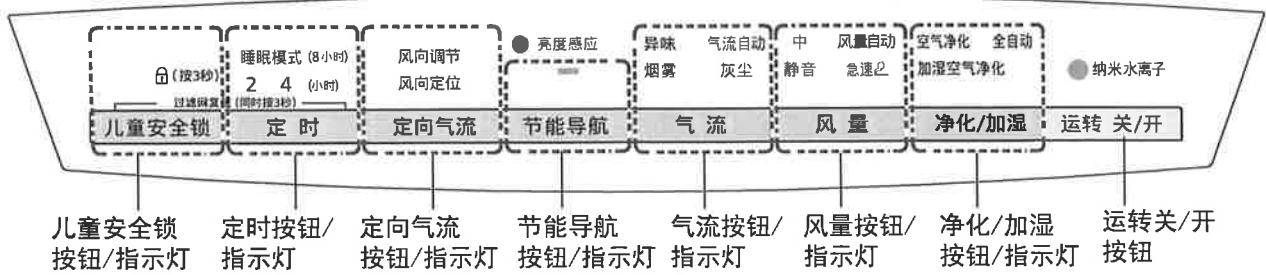 睡眠模式 (8小时)
风向调节
亮度感应
异味 气流自动
中 风量自动
空气净化 全自动
(按3秒)
2 4 (小时)
风向定位
烟雾 灰尘
静音 急速
加湿空气净化
纳米水离子
(同时按3秒)
儿童安全锁 定时 定向气流 节能导航 气流 风量 净化/加湿 运转 关/开
儿童安全锁
按钮/指示灯
定时按钮/
指示灯
定向气流
按钮/指示灯
节能导航
按钮/指示灯
气流按钮/
指示灯
风量按钮/
指示灯
净化/加湿
按钮/指示灯
运转关/开
按钮